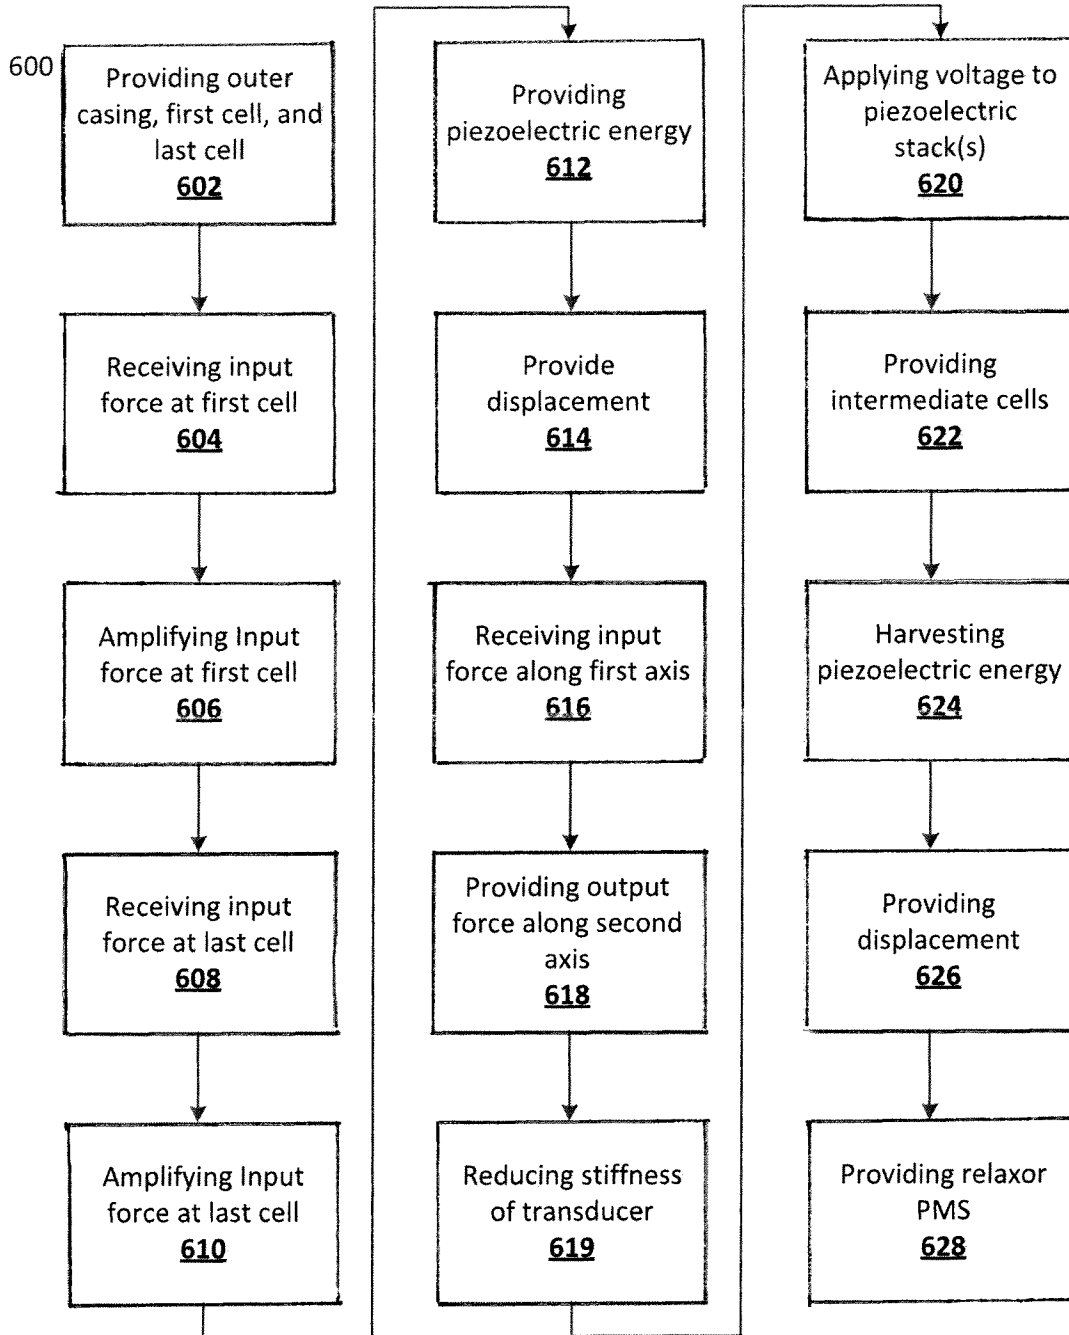 600
Providing outer
casing, first cell, and
last cell
602
Receiving input
force at first cell
604
Amplifying Input
force at first cell
606
Receiving input
force at last cell
608
Amplifying Input
force at last cell
610
Providing
piezoelectric energy
612
Provide
displacement
614
Receiving input
force along first axis
616
Providing output
force along second
axis
618
Reducing stiffness
of transducer
619
Applying voltage to
piezoelectric
stack(s)
620
Providing
intermediate cells
622
Harvesting
piezoelectric energy
624
Providing
displacement
626
Providing relaxor
PMS
628